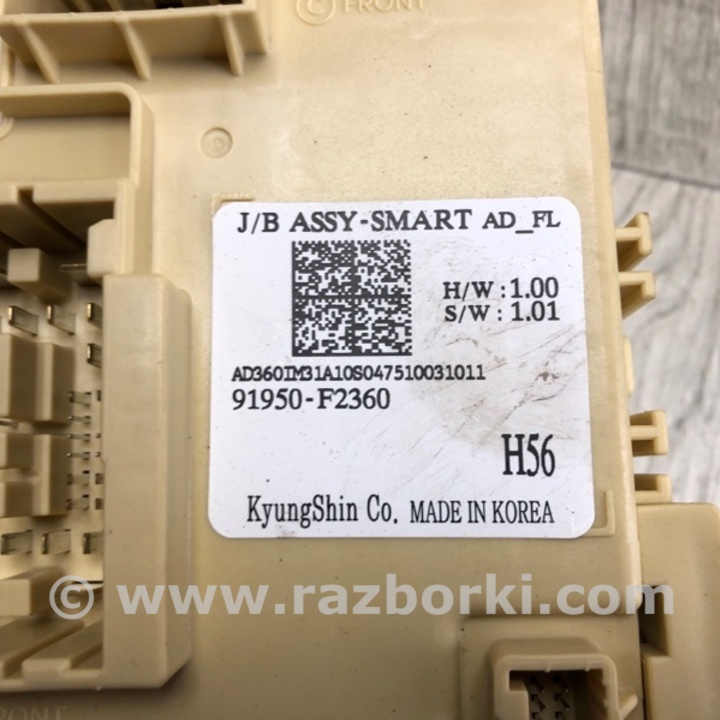 © FRONT
J/B ASSY-SMART AD_FL
H/W : 1.00
S/W : 1.01
AD360IM31A10S047510031011
91950-F2360
H56
KyungShin Co. MADE IN KOREA
© www.razborki.com
FRONT